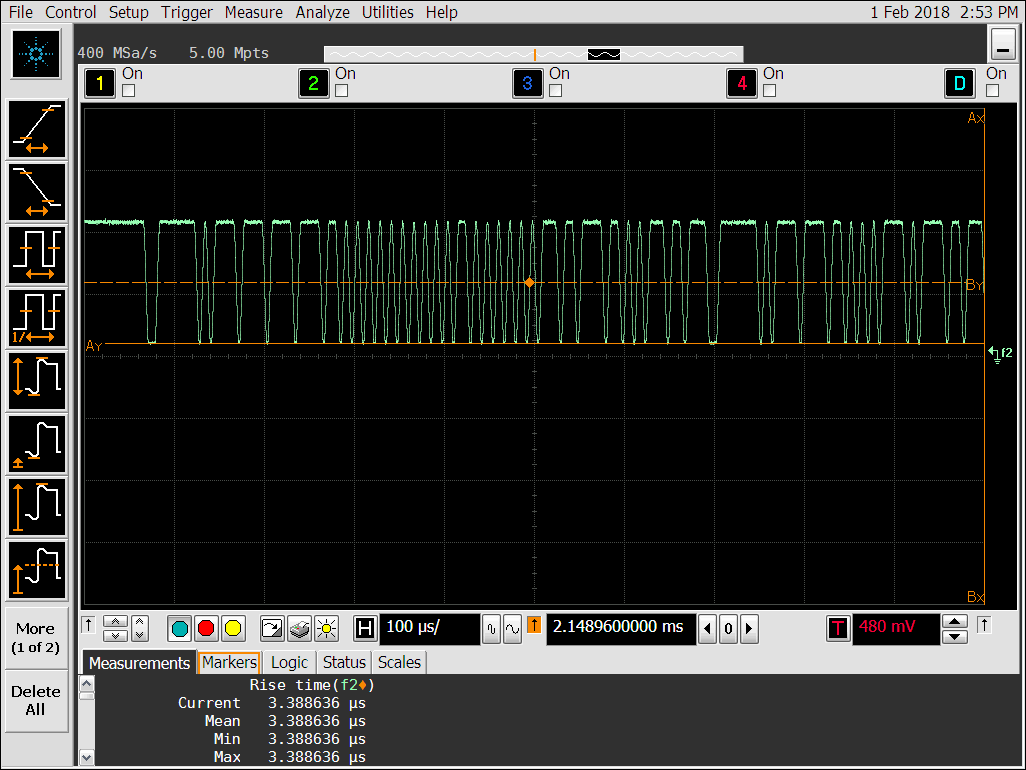 File Control Setup Trigger Measure Analyze Utilities Help 1 Feb 2018 2:53 PM
400 MSa/s 5.00 Mpts
1 On 2 On 3 On 4 On D On
Ax
By
Ay
f2
Bx
1/
More
(1 of 2)
Delete
All
H 100 µs/ 2.1489600000 ms 0 T 480 mV
Measurements Markers Logic Status Scales
Rise time(f2♦)
Current 3.388636 µs
Mean 3.388636 µs
Min 3.388636 µs
Max 3.388636 µs